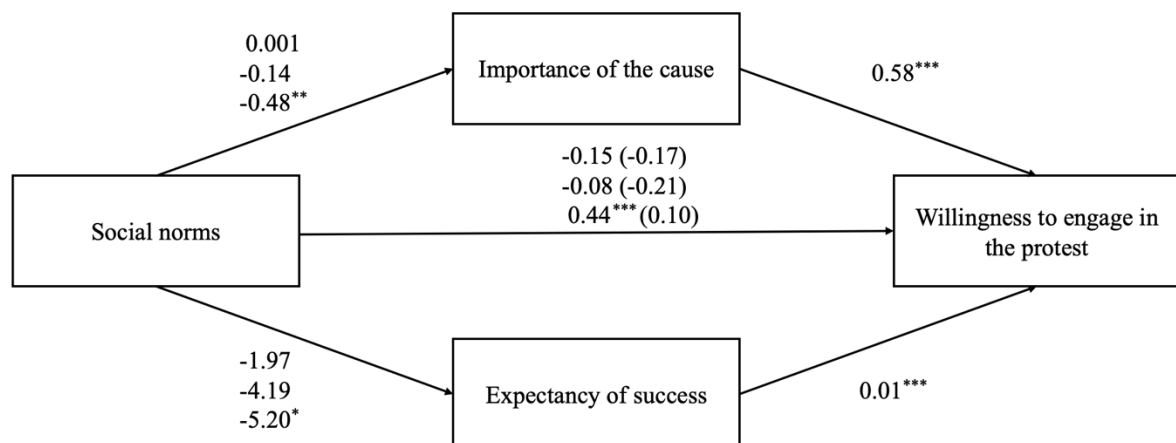 0.001
-0.14
-0.48**
Importance of the cause
0.58***
-0.15 (-0.17)
-0.08 (-0.21)
0.44*** (0.10)
Social norms
Willingness to engage in
the protest
-1.97
-4.19
-5.20*
Expectancy of success
0.01***